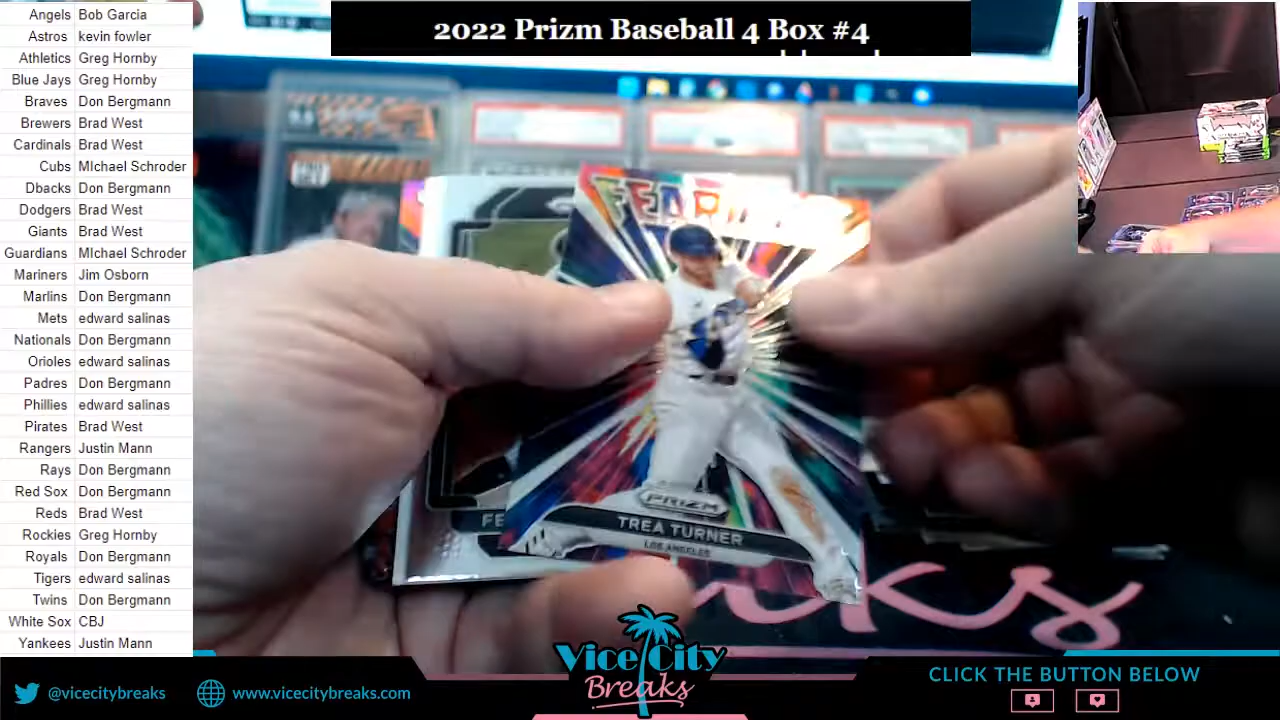 2022 Prizm Baseball 4 Box #4
Angels Bob Garcia
Astros kevin fowler
Athletics Greg Hornby
Blue Jays Greg Hornby
Braves Don Bergmann
Brewers Brad West
Cardinals Brad West
Cubs MIchael Schroder
Dbacks Don Bergmann
Dodgers Brad West
Giants Brad West
Guardians MIchael Schroder
Mariners Jim Osborn
Marlins Don Bergmann
Mets edward salinas
Nationals Don Bergmann
Orioles edward salinas
Padres Don Bergmann
Phillies edward salinas
Pirates Brad West
Rangers Justin Mann
Rays Don Bergmann
Red Sox Don Bergmann
Reds Brad West
Rockies Greg Hornby
Royals Don Bergmann
Tigers edward salinas
Twins Don Bergmann
White Sox CBJ
Yankees Justin Mann
PRIZM
TREA TURNER
LOS ANGELES
FE
Vice City
Breaks
@vicecitybreaks
www.vicecitybreaks.com
CLICK THE BUTTON BELOW